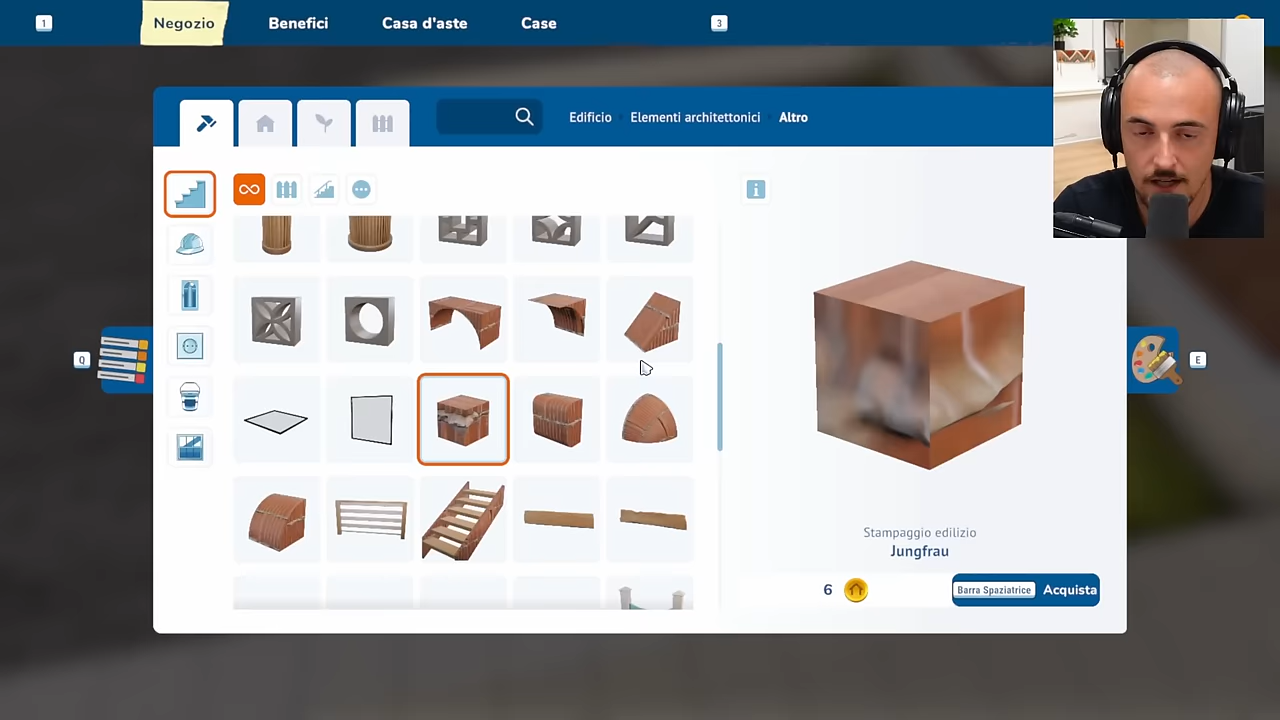 1
Negozio
Benefici
Casa d'aste
Case
3
Edificio
Elementi architettonici
Altro
Q
E
Stampaggio edilizio
Jungfrau
6
Barra Spaziatrice
Acquista